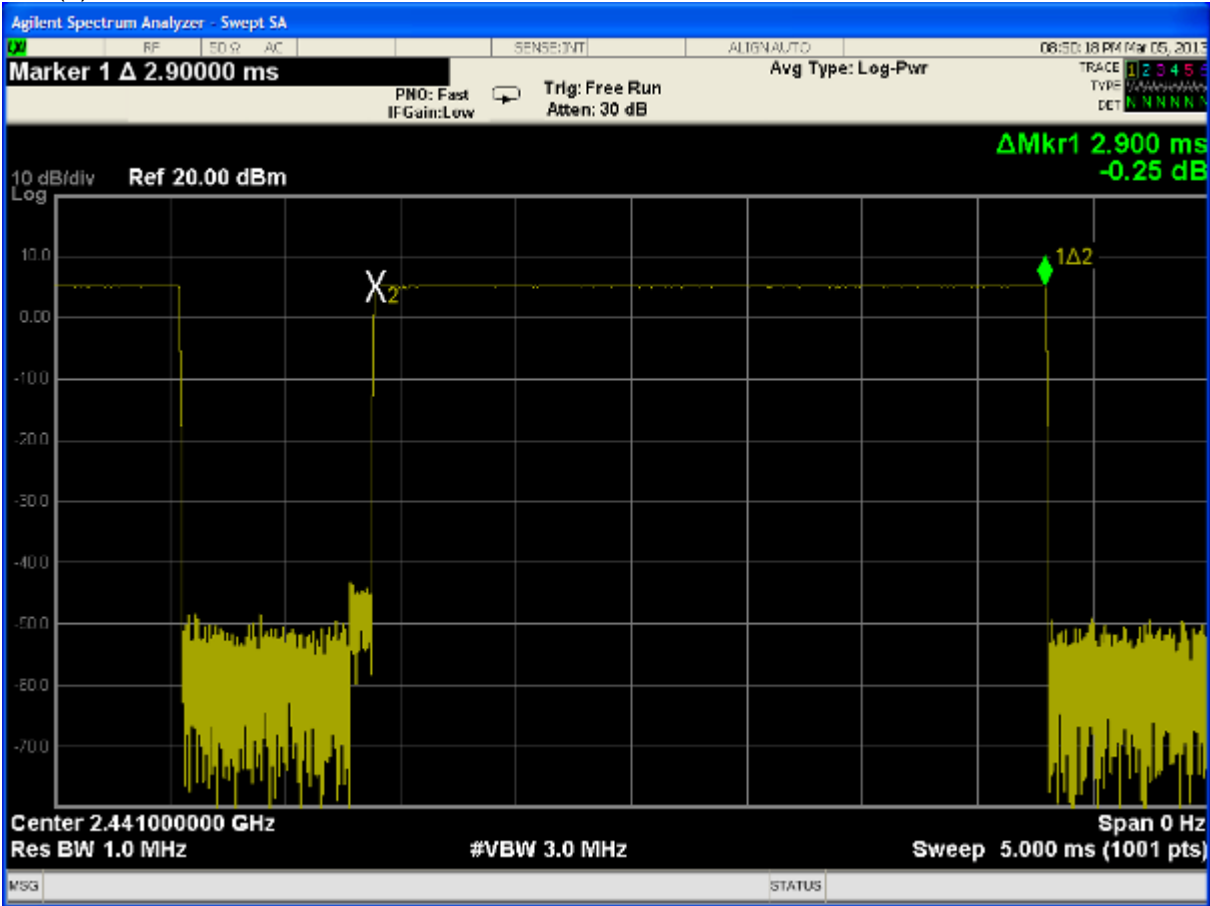 Agilent Spectrum Analyzer - Swept SA
RF 50 Ω AC SENSE:INT ALIGN AUTO 08:50:18 PM Mar 05, 2013
Marker 1 Δ 2.90000 ms
PNO: Fast
IFGain:Low
Trig: Free Run
Atten: 30 dB
Avg Type: Log-Pwr
TRACE 1 2 3 4 5 6
TYPE
DET N N N N N N
ΔMkr1 2.900 ms
-0.25 dB
10 dB/div Ref 20.00 dBm
Log
10.0
0.00
-10.0
-20.0
-30.0
-40.0
-50.0
-60.0
-70.0
X2
1Δ2
Center 2.441000000 GHz Span 0 Hz
Res BW 1.0 MHz #VBW 3.0 MHz Sweep 5.000 ms (1001 pts)
MSG STATUS